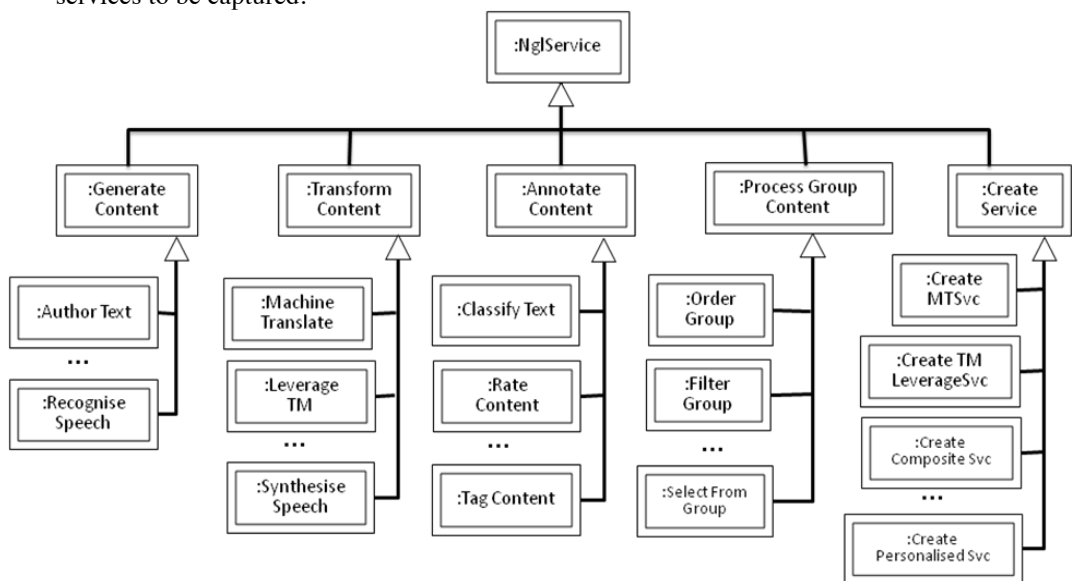 services to be captured:
:NglService
:Generate
Content
:Transform
Content
:Annotate
Content
:Process Group
Content
:Create
Service
:Author Text
...
:Recognise
Speech
:Machine
Translate
:Leverage
TM
...
:Synthesise
Speech
:Classify Text
:Rate
Content
...
:Tag Content
:Order
Group
:Filter
Group
...
:Select From
Group
:Create
MTSvc
:Create TM
LeverageSvc
:Create
Composite Svc
...
:Create
Personalised Svc